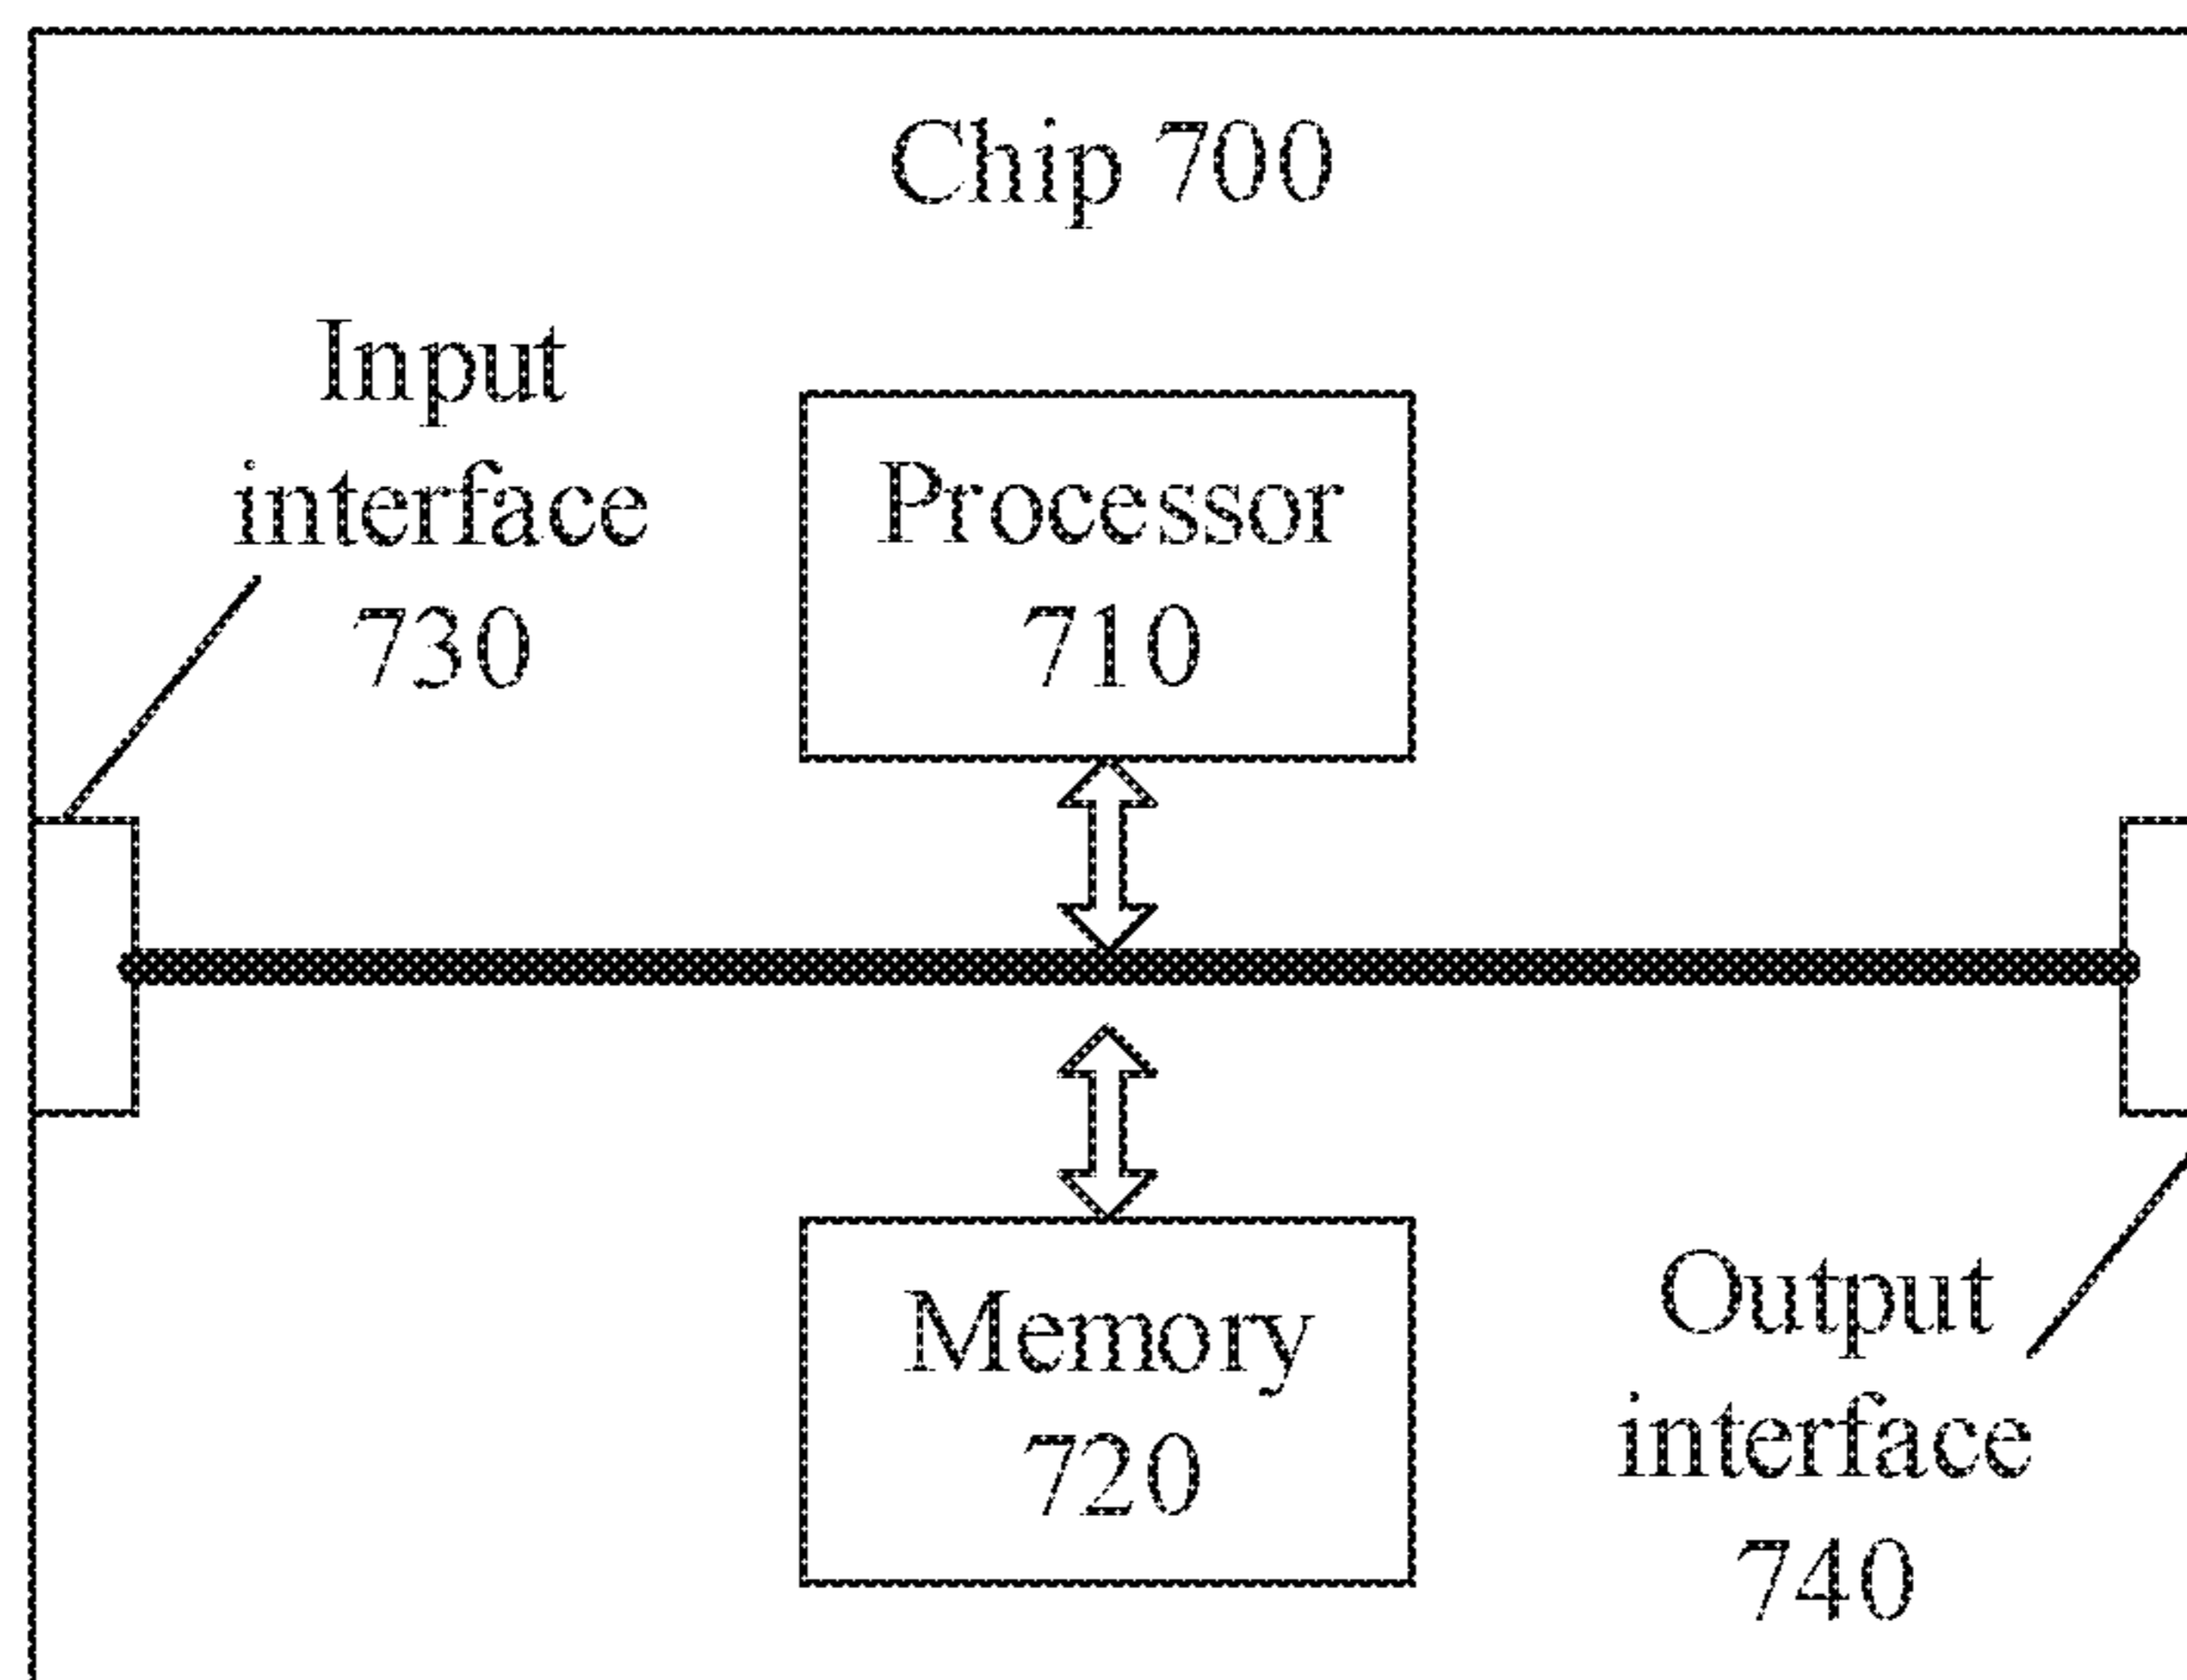 Chip 700
Input
interface
730
Processor
710
Memory
720
Output
interface
740